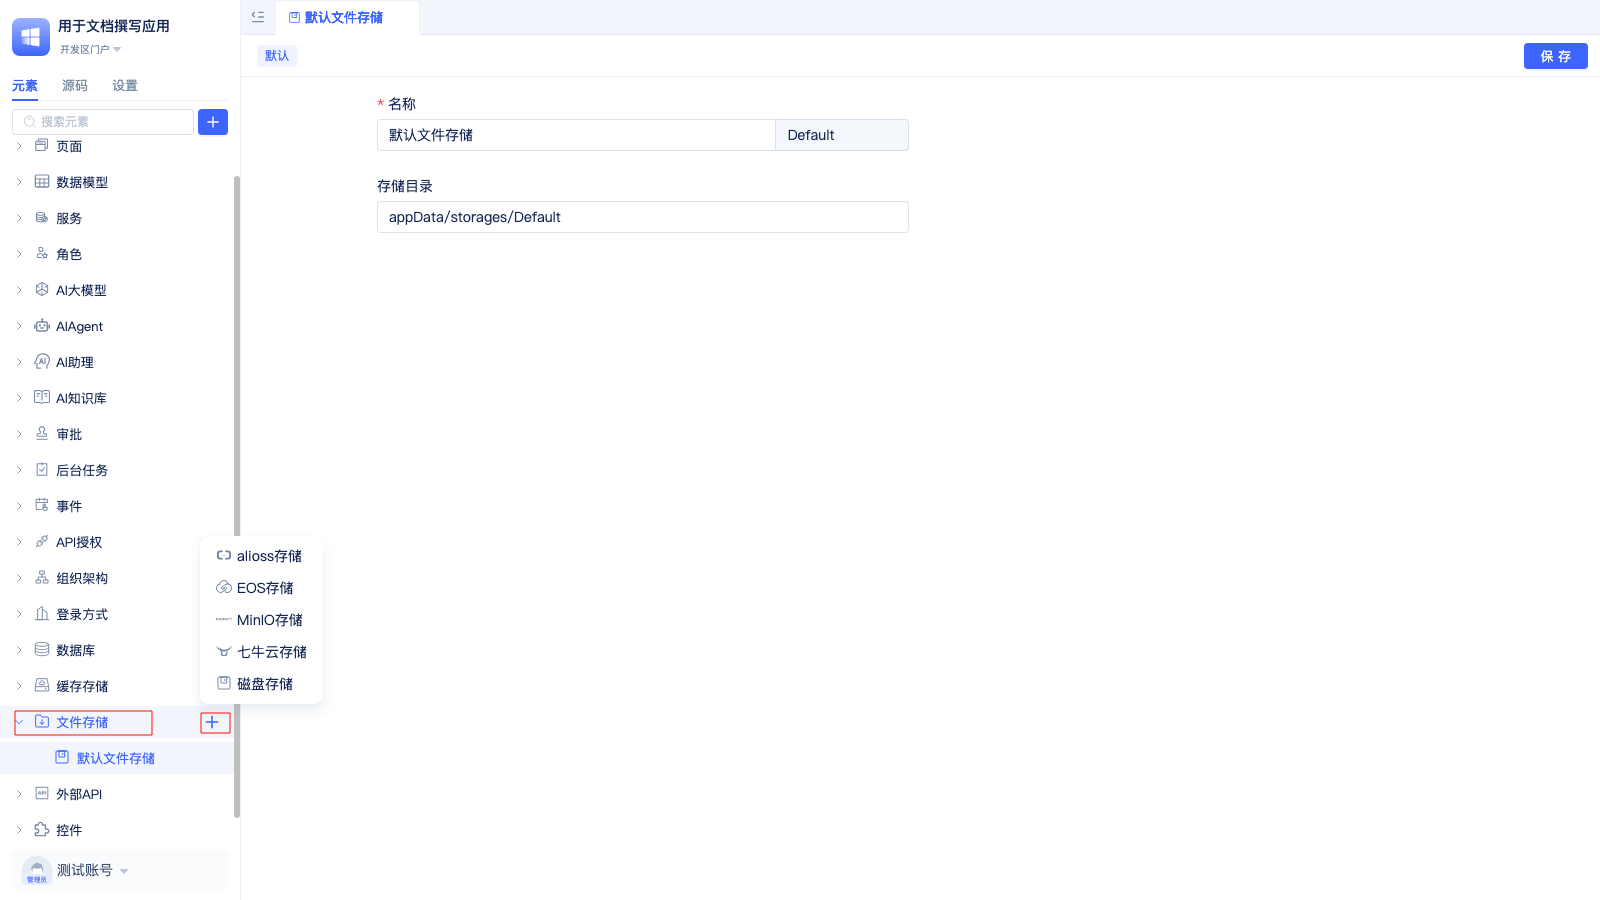 用于文档撰写应用
开发区门户
元素 源码 设置
搜索元素
页面
数据模型
服务
角色
AI大模型
AIAgent
AI助理
AI知识库
审批
后台任务
事件
API授权
组织架构
登录方式
数据库
缓存存储
文件存储
默认文件存储
外部API
控件
管理员
测试账号
默认文件存储
默认
保 存
* 名称
默认文件存储 Default
存储目录
appData/storages/Default
alioss存储
EOS存储
MinIO存储
七牛云存储
磁盘存储